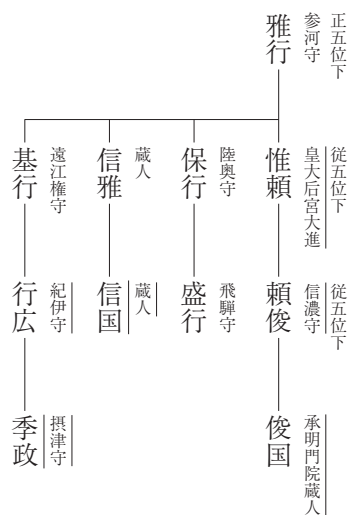 正五位下
参河守
雅行
従五位下
皇大后宮大進
惟頼
従五位下
信濃守
頼俊
承明門院蔵人
俊国
陸奥守
保行
飛騨守
盛行
蔵人
信雅
蔵人
信国
遠江権守
基行
紀伊守
行広
摂津守
季政